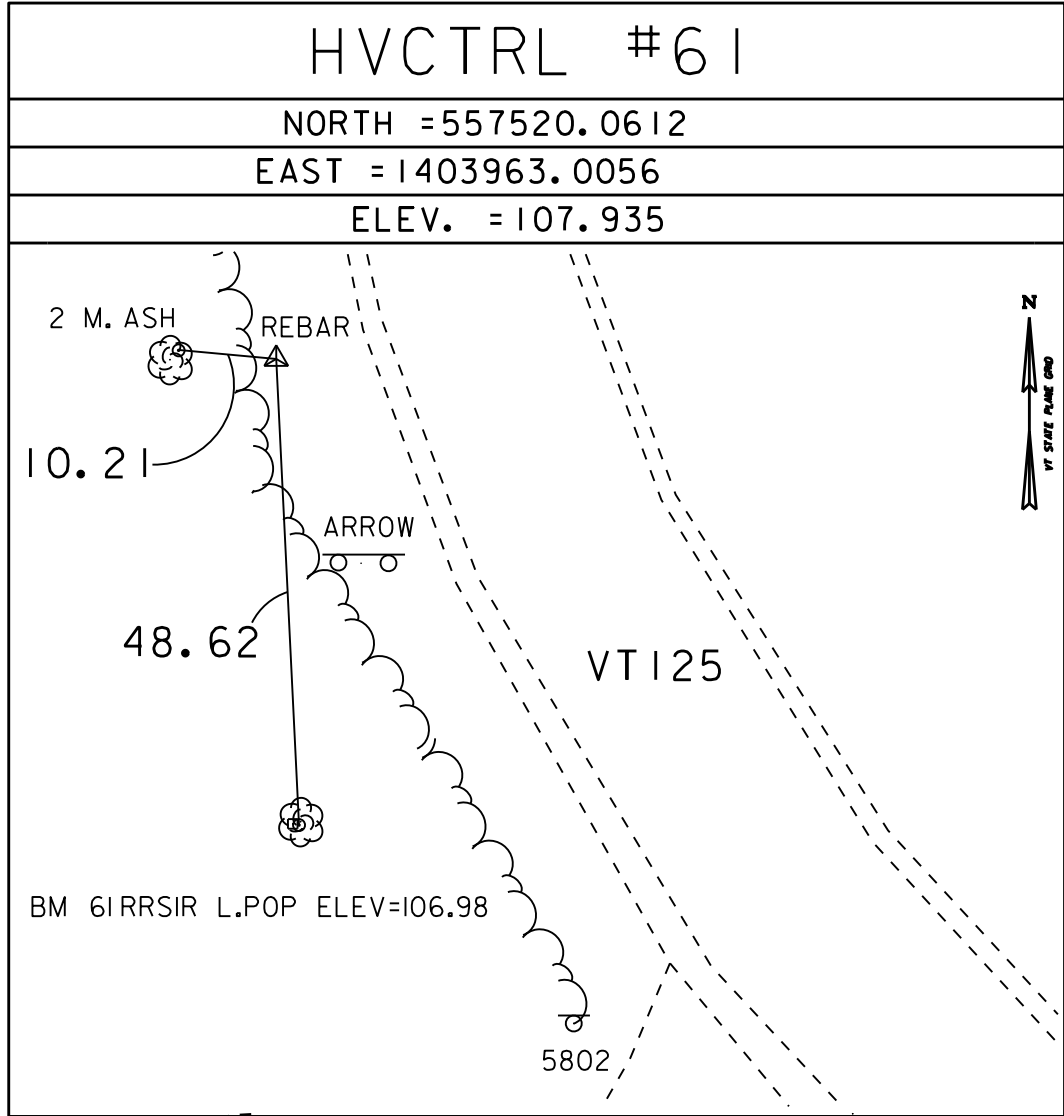 HVCTRL #61
NORTH =557520.0612
EAST =1403963.0056
ELEV. =107.935
2 M. ASH
REBAR
N
VT STATE PLANE GRID
10.21
ARROW
48.62
VT125
BM 61RRSIR L.POP ELEV=106.98
5802